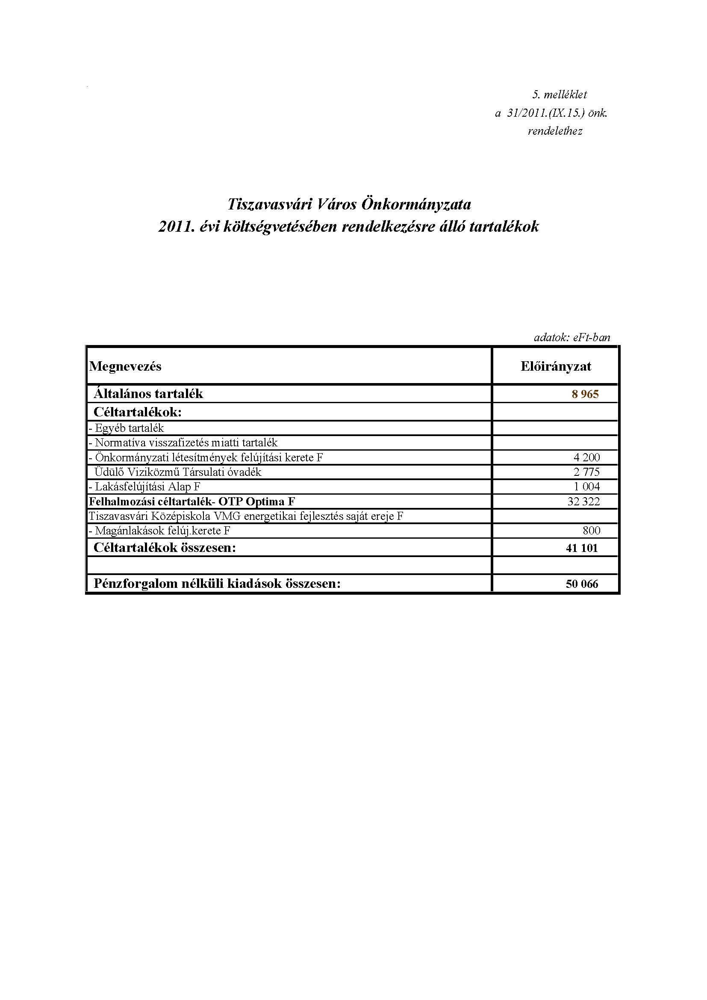 5. melléklet
a  31/2011.(IX.15.) önk.
rendelethez
Tiszavasvári Város Önkormányzata
2011. évi költségvetésében rendelkezésre álló tartalékok
adatok: eFt-ban
Megnevezés Előirányzat
Általános tartalék 8 965
Céltartalékok:
- Egyéb tartalék
- Normatíva visszafizetés miatti tartalék
- Önkormányzati létesítmények felújítási kerete F 4 200
Üdülő Viziközmű Társulati óvadék 2 775
- Lakásfelújítási Alap F 1 004
Felhalmozási céltartalék- OTP Optima F 32 322
Tiszavasvári Középiskola VMG energetikai fejlesztés saját ereje F
- Magánlakások felúj.kerete F 800
Céltartalékok összesen: 41 101
Pénzforgalom nélküli kiadások összesen: 50 066